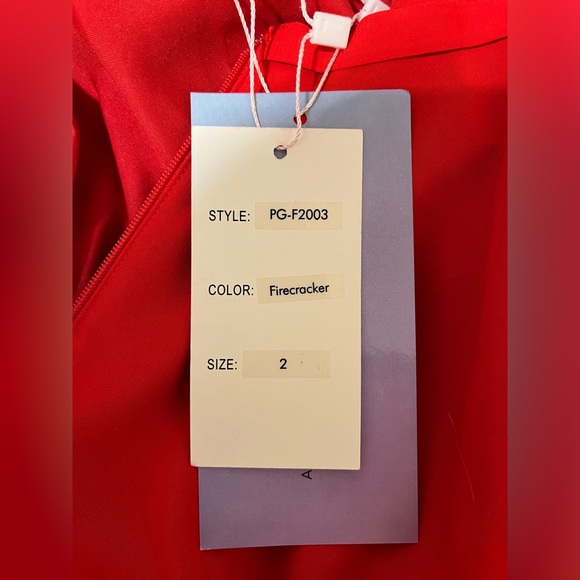 STYLE: PG-F2003
COLOR: Firecracker
SIZE: 2
A